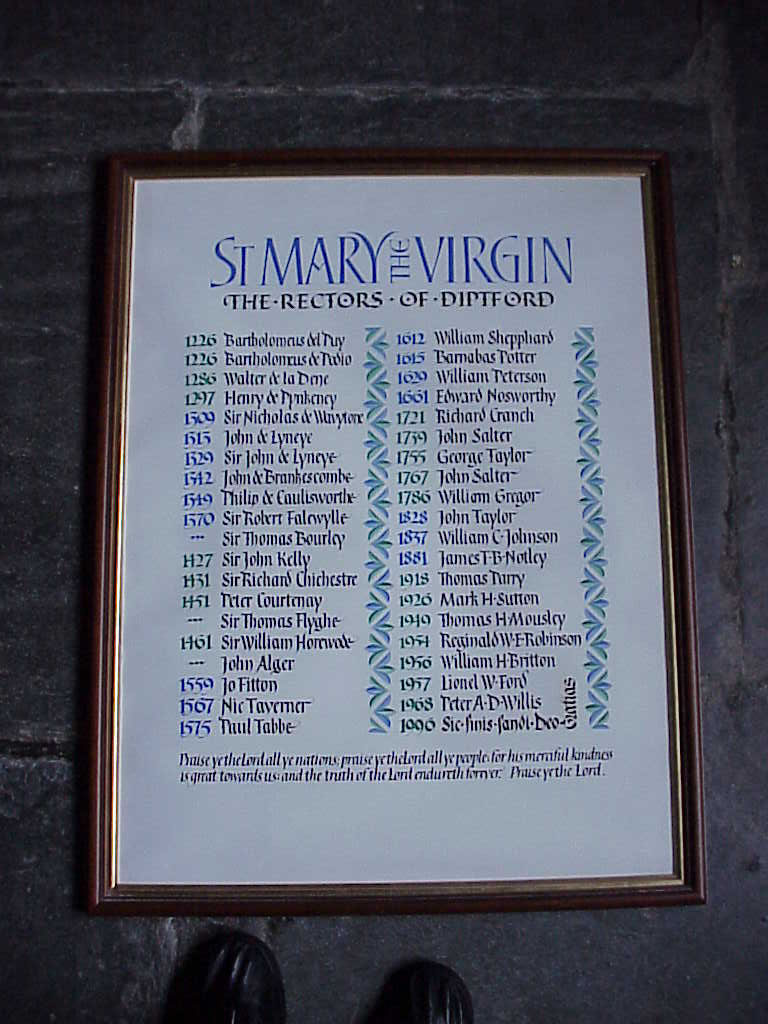 ST MARY THE VIRGIN
THE·RECTORS·OF·DIPTFORD
1226 Bartholomeus del Puy
1226 Bartholomeus de Podio
1286 Walter de la Dene
1297 Henry de Pynkeney
1309 Sir Nicholas de Wavytore
1313 John de Lyneye
1329 Sir John de Lyneye
1342 John de Brankescombe
1349 Philip de Caulisworthe
1370 Sir Robert Falewylle
--- Sir Thomas Bourley
1427 Sir John Kelly
1431 Sir Richard Chichestre
1451 Peter Courtenay
--- Sir Thomas Flyghe
1461 Sir William Horewode
--- John Alger
1559 Jo Fitton
1567 Nic Taverner
1575 Paul Tabbe
1612 William Shepphard
1615 Barnabas Potter
1629 William Peterson
1661 Edward Nosworthy
1721 Richard Cranch
1739 John Salter
1755 George Taylor
1767 John Salter
1786 William Gregor
1828 John Taylor
1837 William C·Johnson
1881 James T·B·Notley
1918 Thomas Parry
1926 Mark H·Sutton
1949 Thomas H·Mousley
1954 Reginald W·E·Robinson
1956 William H·Britton
1957 Lionel W·Ford
1968 Peter A·D·Willis
1996 Sic·finis·fandi·Deo·Gratias
Praise ye the Lord all ye nations; praise ye the Lord all ye people, for his merciful kindness
is great towards us: and the truth of the Lord endureth forever. Praise ye the Lord.